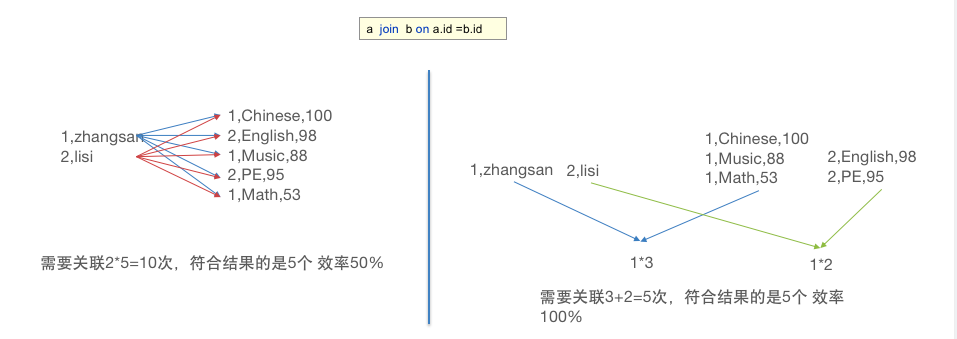 a join b on a.id =b.id
1,zhangsan
2,lisi
1,Chinese,100
2,English,98
1,Music,88
2,PE,95
1,Math,53
需要关联2*5=10次，符合结果的是5个 效率50%
1,zhangsan
2,lisi
1,Chinese,100
1,Music,88
1,Math,53
2,English,98
2,PE,95
1*3
1*2
需要关联3+2=5次，符合结果的是5个 效率
100%